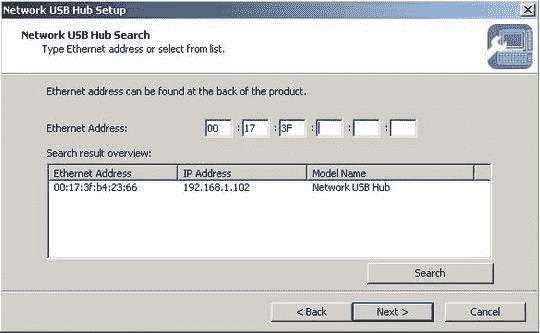 Network USB Hub Setup
Network USB Hub Search
Type Ethernet address or select from list.
Ethernet address can be found at the back of the product.
Ethernet Address: 00 : 17 : 3F : : :
Search result overview:
Ethernet Address IP Address Model Name
00:17:3f:b4:23:66 192.168.1.102 Network USB Hub
Search
< Back Next > Cancel